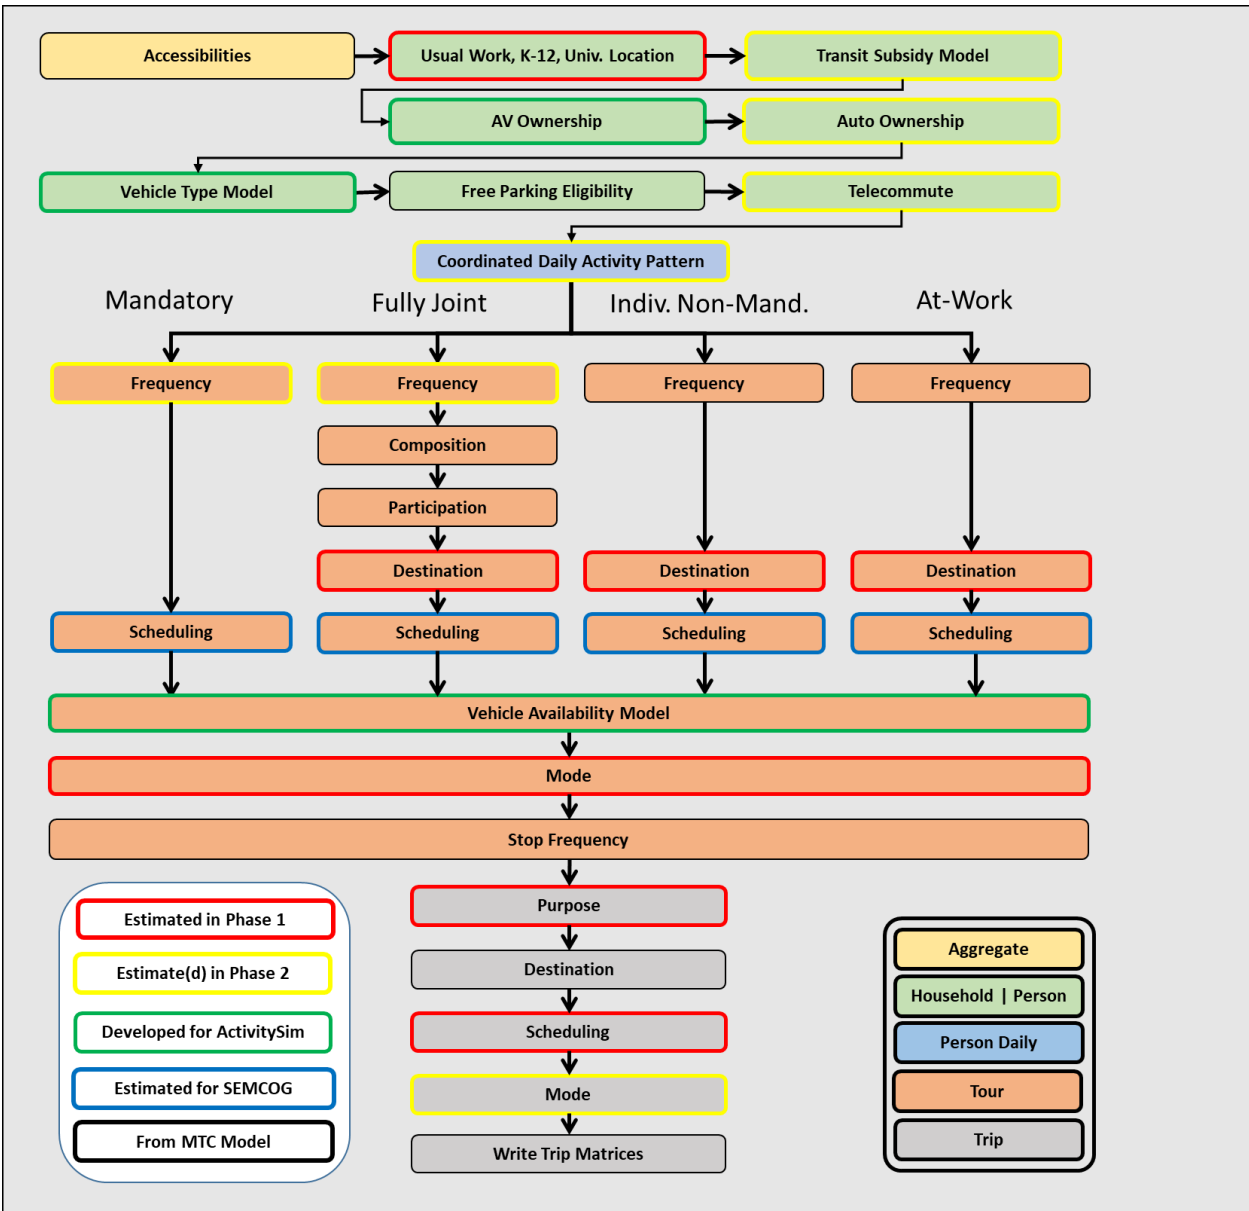 Accessibilities
Usual Work, K-12, Univ. Location
Transit Subsidy Model
AV Ownership
Auto Ownership
Vehicle Type Model
Free Parking Eligibility
Telecommute
Coordinated Daily Activity Pattern
Mandatory
Fully Joint
Indiv. Non-Mand.
At-Work
Frequency
Frequency
Frequency
Frequency
Composition
Participation
Destination
Destination
Destination
Scheduling
Scheduling
Scheduling
Scheduling
Vehicle Availability Model
Mode
Stop Frequency
Purpose
Destination
Scheduling
Mode
Write Trip Matrices
Estimated in Phase 1
Estimate(d) in Phase 2
Developed for ActivitySim
Estimated for SEMCOG
From MTC Model
Aggregate
Household | Person
Person Daily
Tour
Trip